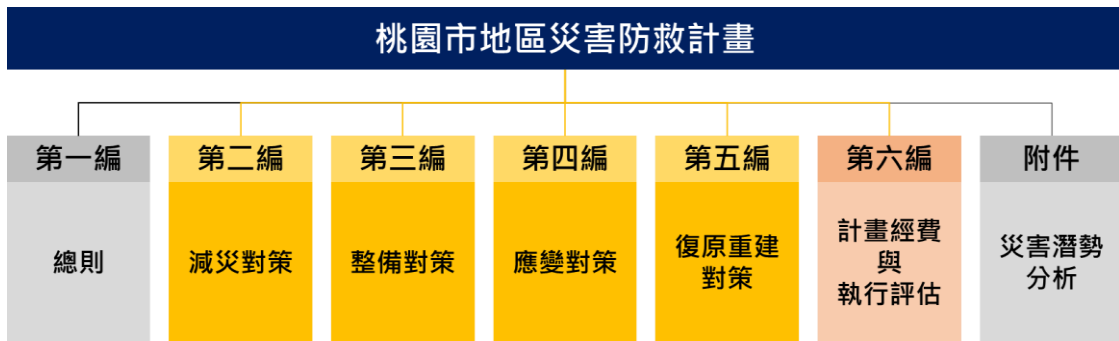 桃園市地區災害防救計畫
第一編
總則
第二編
減災對策
第三編
整備對策
第四編
應變對策
第五編
復原重建
對策
第六編
計畫經費
與
執行評估
附件
災害潛勢
分析